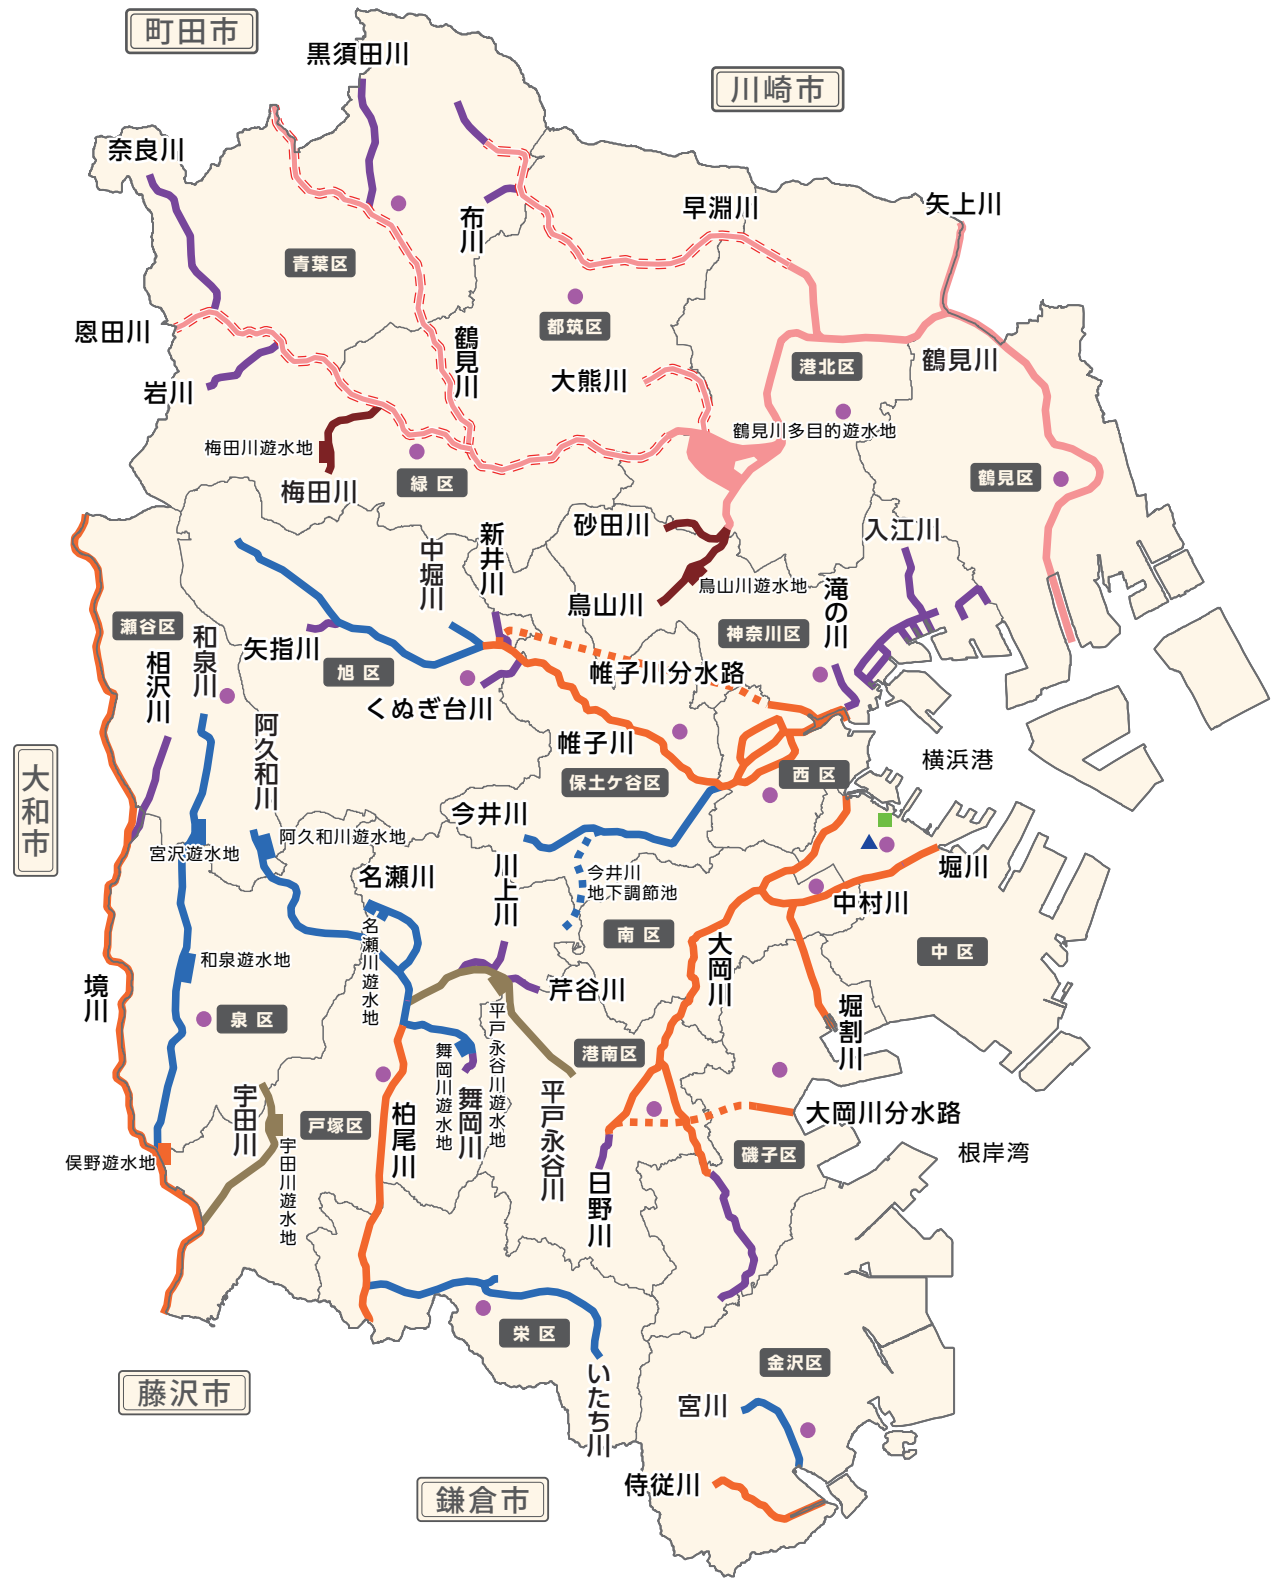 町田市
黒須田川
川崎市
奈良川
早淵川
矢上川
布川
青葉区
恩田川
都筑区
鶴見川
大熊川
港北区
鶴見川
岩川
鶴見川多目的遊水地
梅田川遊水地
緑 区
鶴見区
梅田川
砂田川
入江川
新井川
中堀川
鳥山川遊水地
滝の川
鳥山川
瀬谷区
和泉川
神奈川区
矢指川
相沢川
旭 区
帷子川分水路
くぬぎ台川
阿久和川
帷子川
横浜港
大和市
保土ケ谷区
西 区
今井川
阿久和川遊水地
宮沢遊水地
川上川
名瀬川
今井川
地下調節池
堀川
中村川
名瀬川遊水地
南 区
大岡川
中 区
和泉遊水地
境川
芹谷川
堀割川
泉 区
平戸永谷川遊水地
港南区
舞岡川遊水地
舞岡川
宇田川
平戸永谷川
柏尾川
戸塚区
大岡川分水路
宇田川遊水地
俣野遊水地
磯子区
根岸湾
日野川
栄 区
金沢区
いたち川
藤沢市
宮川
侍従川
鎌倉市